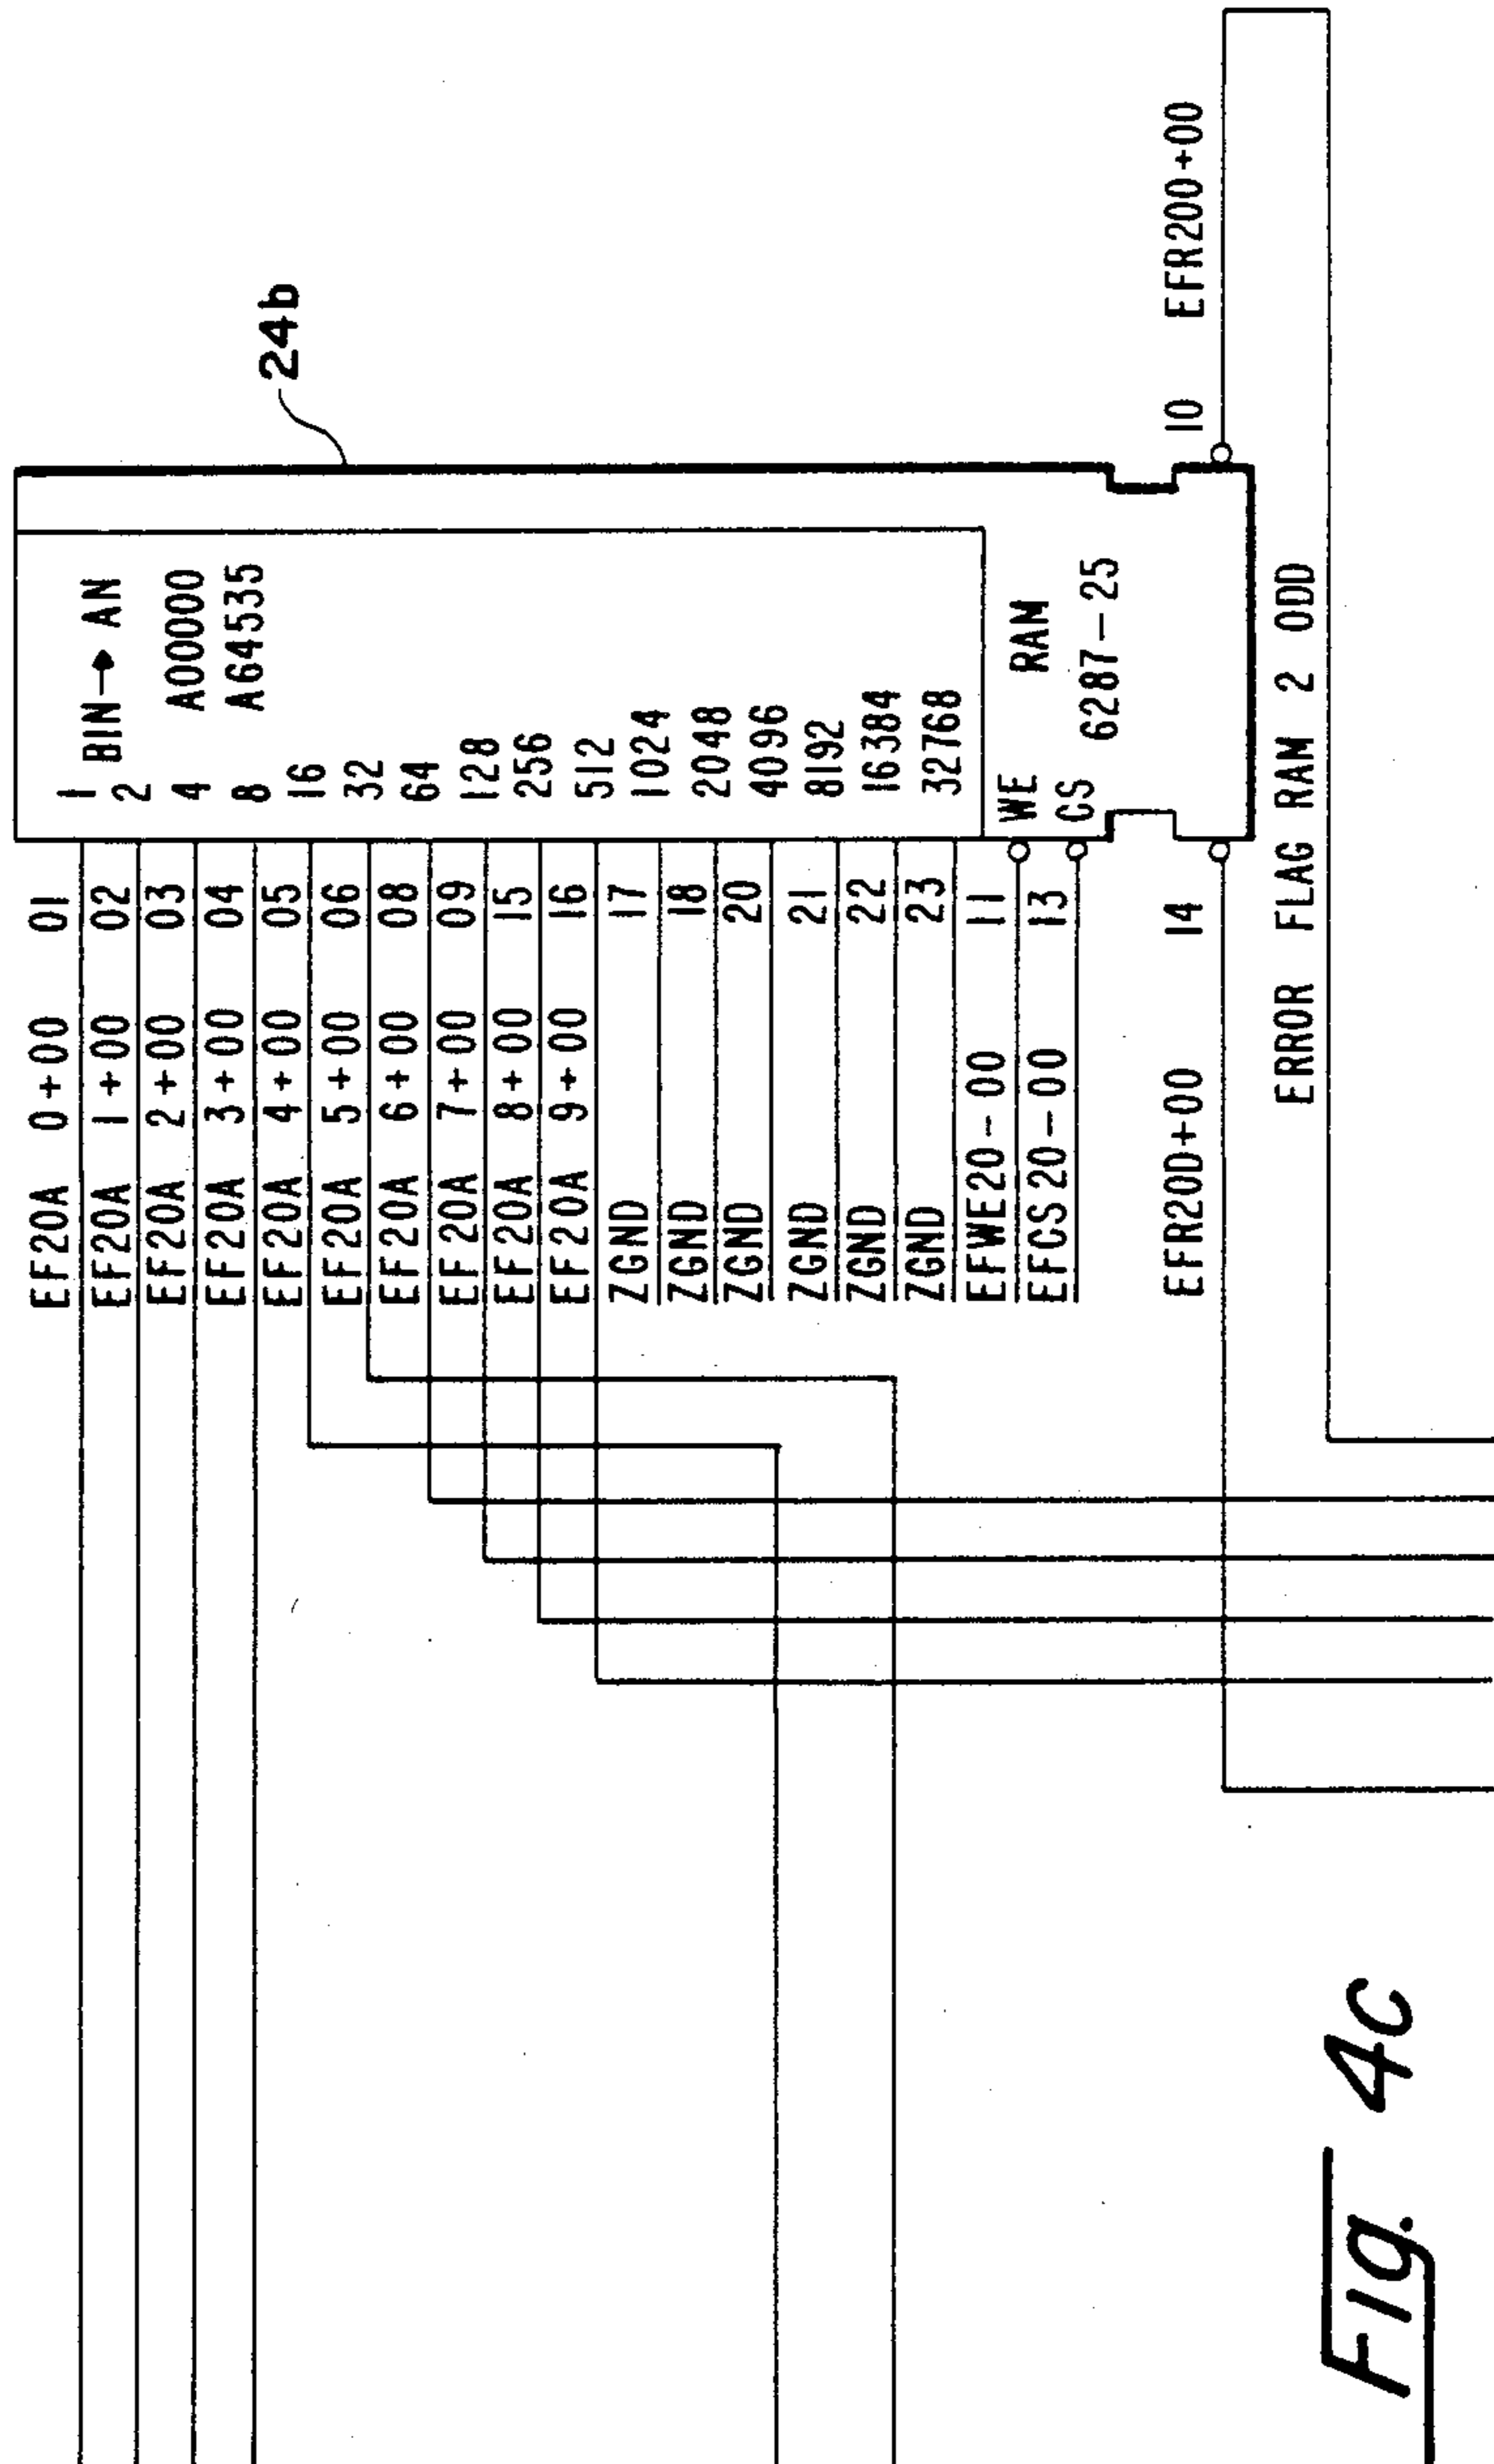 EF20A 0+00 01 1 BIN→AN
EF20A 1+00 02 2
EF20A 2+00 03 4 A00000
EF20A 3+00 04 8 A64535
EF20A 4+00 05 16
EF20A 5+00 06 32
EF20A 6+00 08 64
EF20A 7+00 09 128
EF20A 8+00 15 256
EF20A 9+00 16 512
ZGND 17 1024
ZGND 18 2048
ZGND 20 4096
ZGND 21 8192
ZGND 22 16384
ZGND 23 32768
EFWE20-00 11 WE RAM
EFCS20-00 13 CS 6287-25
EFR20D+00 14
10 EFR200+00
24b
ERROR FLAG RAM 2 ODD
Fig. 4c